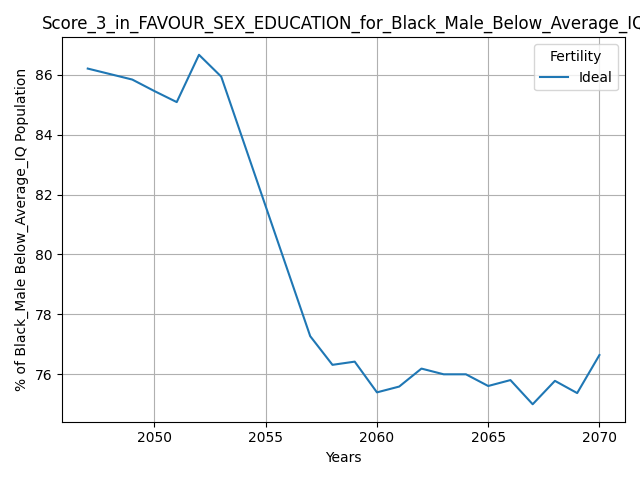 Score_3_in_FAVOUR_SEX_EDUCATION_for_Black_Male_Below_Average_IQ
Fertility
Ideal
% of Black_Male Below_Average_IQ Population
86
84
82
80
78
76
2050 2055 2060 2065 2070
Years